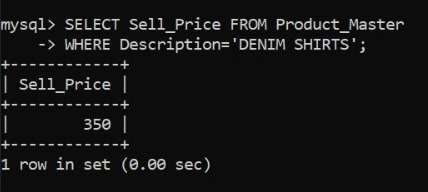 mysql> SELECT Sell_Price FROM Product_Master
    -> WHERE Description='DENIM SHIRTS';
+------------+
| Sell_Price |
+------------+
|        350 |
+------------+
1 row in set (0.00 sec)